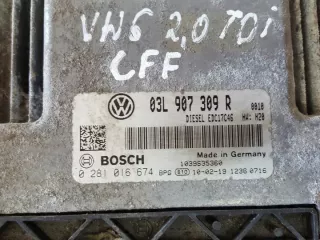 VW6 2,0 TDi
CFF
03L 907 309 R 0010
DIESEL EDC17C46 HW: H20
BOSCH Made in Germany
1039S35360
0 281 016 674 BPG 10-02-19 1236 0716